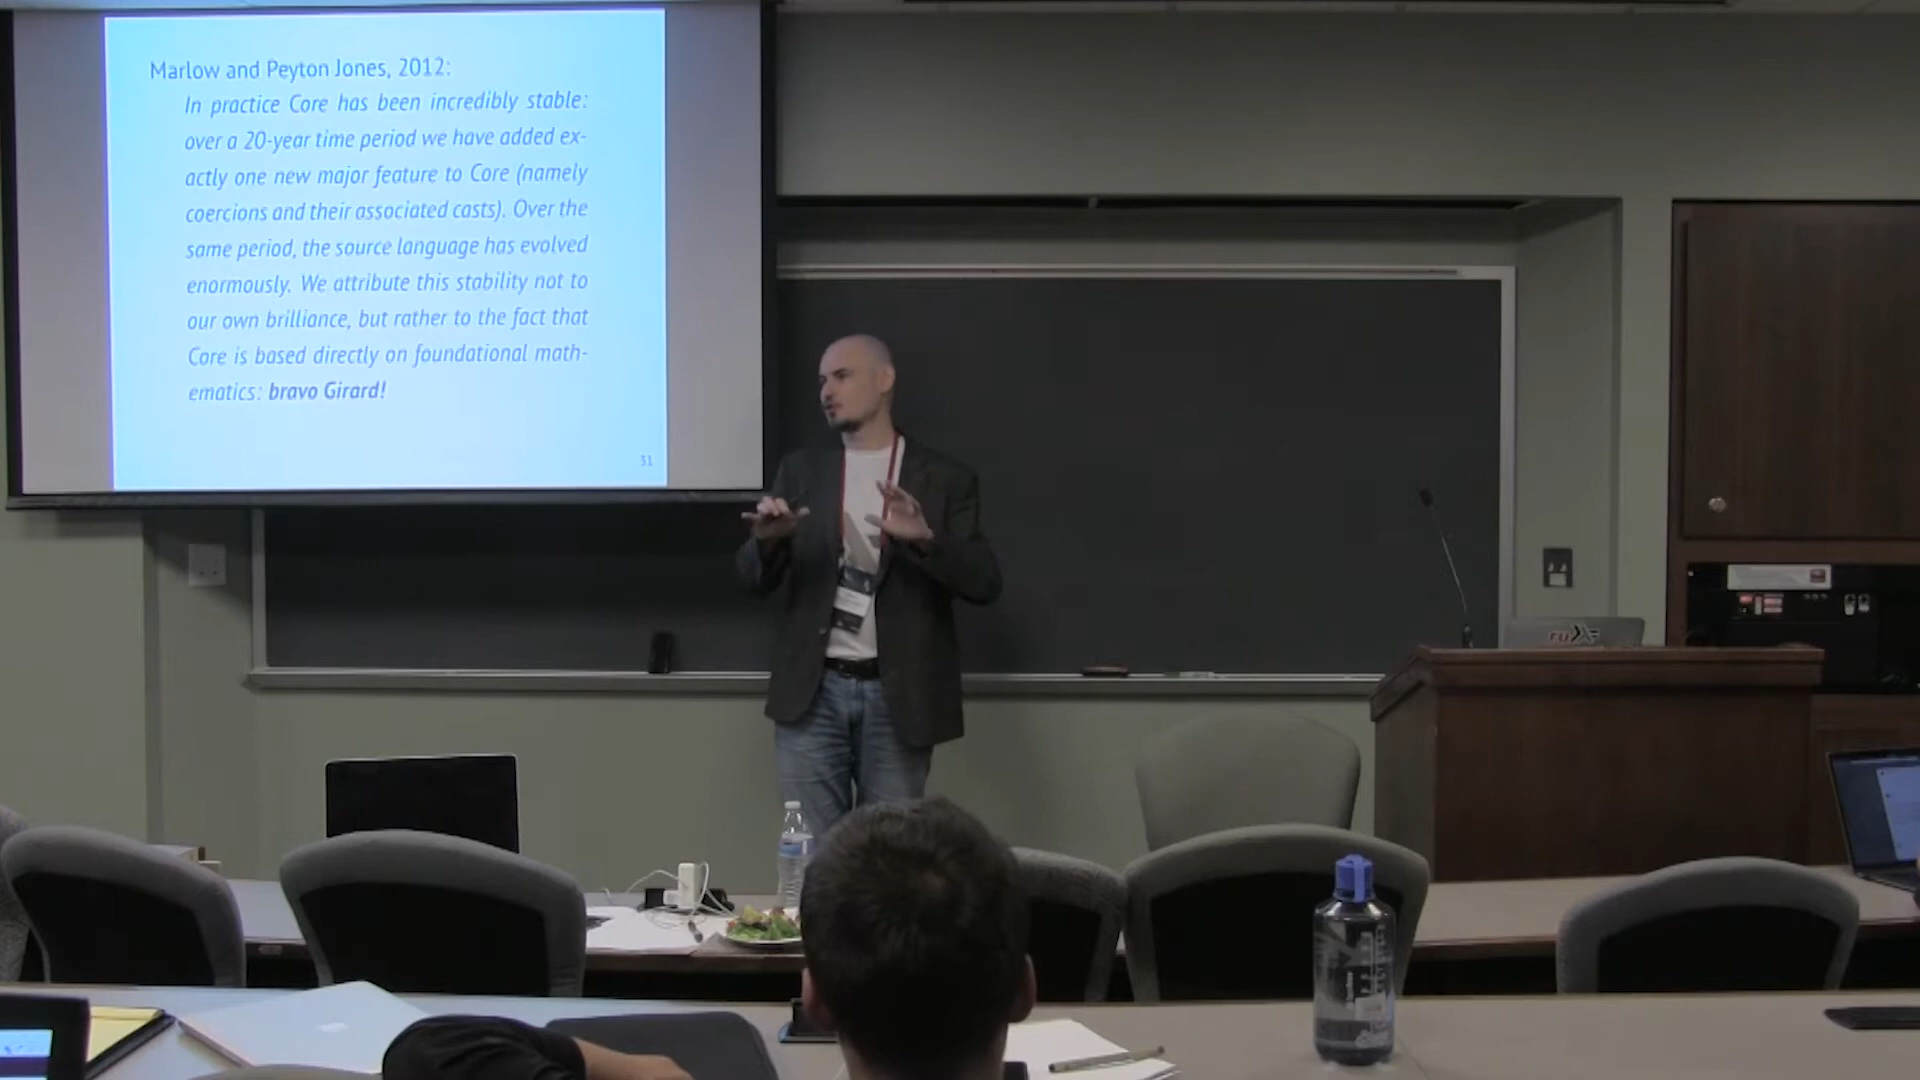 Marlow and Peyton Jones, 2012:
In practice Core has been incredibly stable:
over a 20-year time period we have added ex-
actly one new major feature to Core (namely
coercions and their associated casts). Over the
same period, the source language has evolved
enormously. We attribute this stability not to
our own brilliance, but rather to the fact that
Core is based directly on foundational math-
ematics: bravo Girard!
31